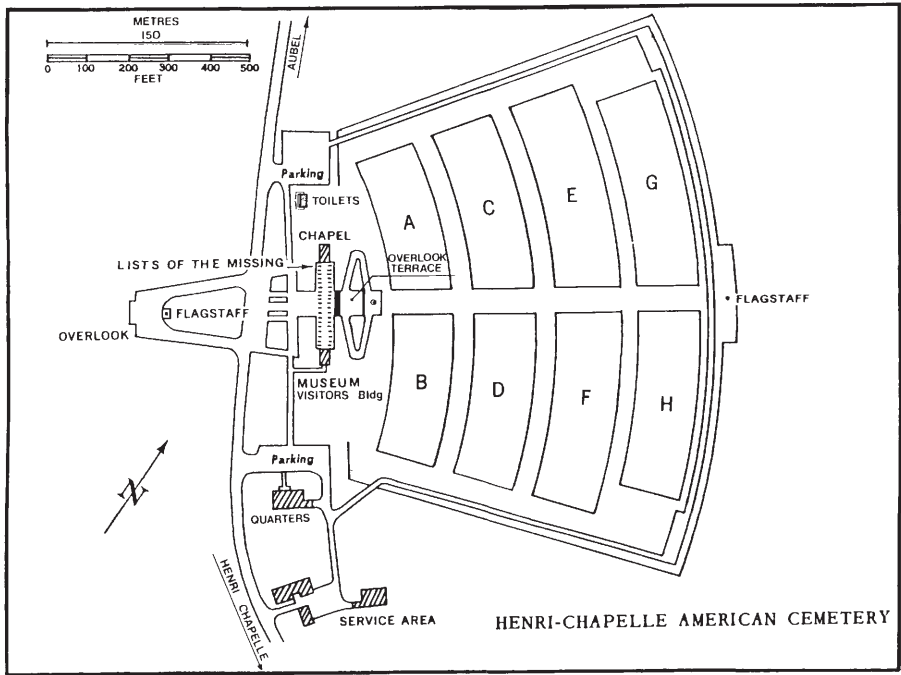 METRES
150
0 100 200 300 400 500
FEET
AUBEL
Parking
TOILETS
CHAPEL
LISTS OF THE MISSING
OVERLOOK
TERRACE
FLAGSTAFF
OVERLOOK
MUSEUM
VISITORS Bldg
A
C
E
G
FLAGSTAFF
B
D
F
H
N
Parking
QUARTERS
HENRI CHAPELLE
SERVICE AREA
HENRI-CHAPELLE AMERICAN CEMETERY